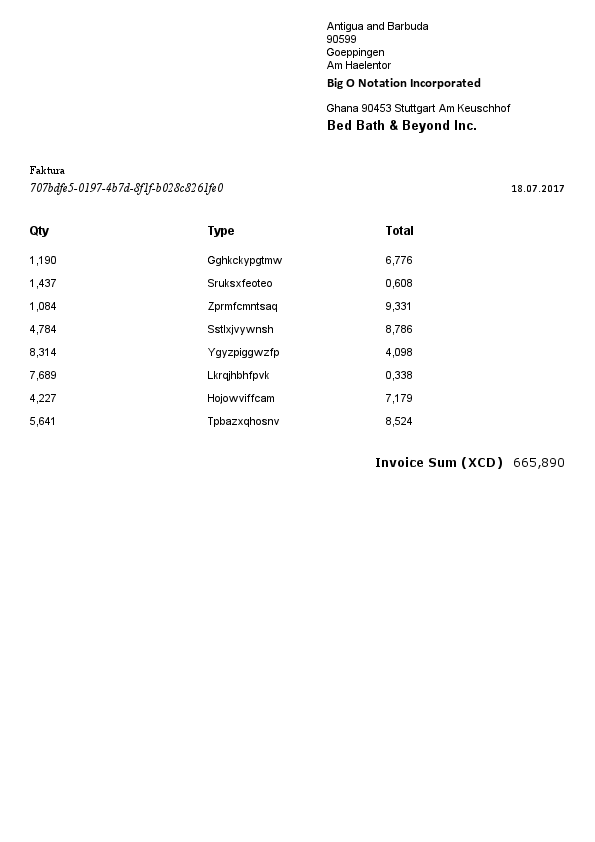 Antigua and Barbuda
90599
Goeppingen
Am Haelentor
Big O Notation Incorporated
Ghana 90453 Stuttgart Am Keuschhof
Bed Bath & Beyond Inc.
Faktura
707bdfe5-0197-4b7d-8f1f-b028c8261fe0 18.07.2017
Qty Type Total
1,190 Gghkckypgtmw 6,776
1,437 Sruksxfeoteo 0,608
1,084 Zprmfcmntsaq 9,331
4,784 Sstlxjvywnsh 8,786
8,314 Ygyzpiggwzfp 4,098
7,689 Lkrqjhbhfpvk 0,338
4,227 Hojowviffcam 7,179
5,641 Tpbazxqhosnv 8,524
Invoice Sum (XCD) 665,890